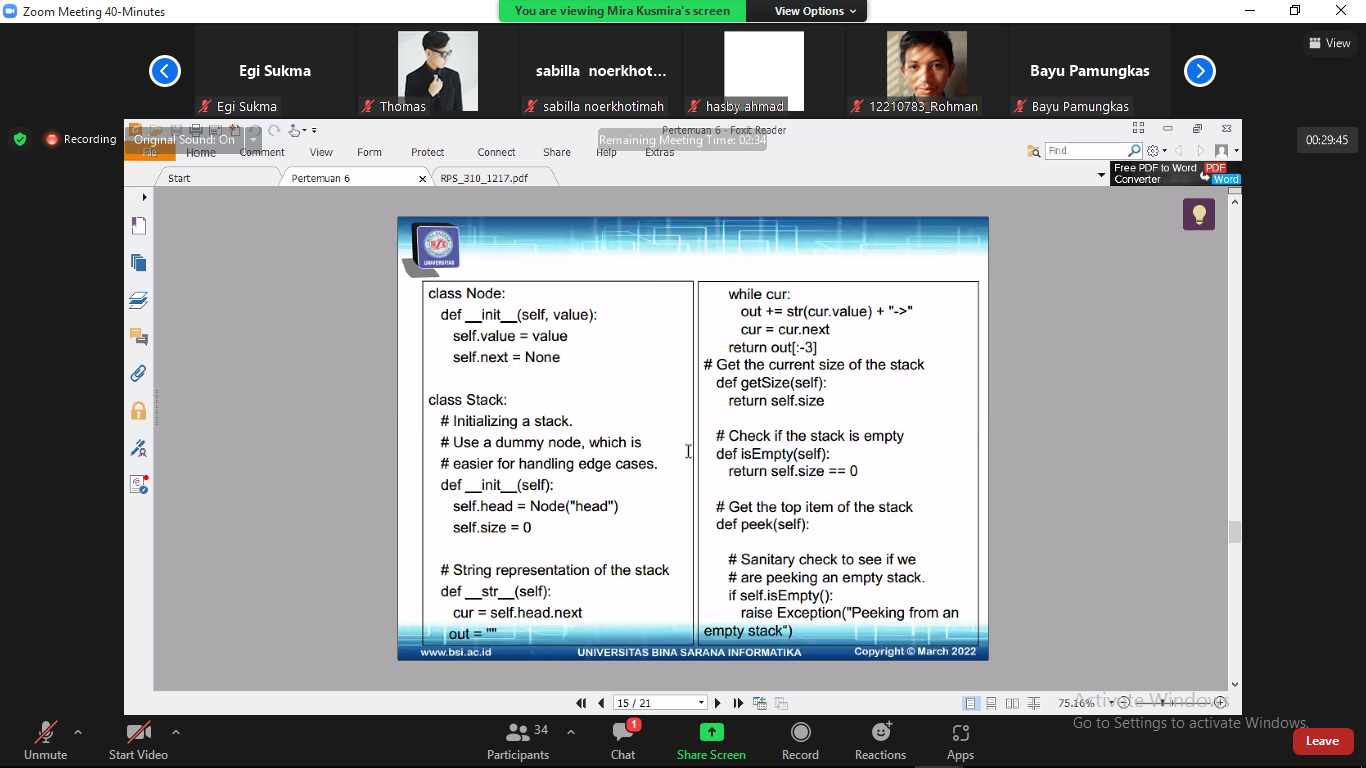 Zoom Meeting 40-Minutes
You are viewing Mira Kusmira's screen
View Options
Egi Sukma
sabilla noerkhot...
Bayu Pamungkas
View
Egi Sukma
Thomas
sabilla noerkhotimah
hasby ahmad
12210783_Rohman
Bayu Pamungkas
Recording
Original Sound: On
Pertemuan 6 - Foxit Reader
Remaining Meeting Time: 02:34
00:29:45
File
Home
Comment
View
Form
Protect
Connect
Share
Help
Extras
Find
Start
Pertemuan 6
RPS_310_1217.pdf
Free PDF to Word
Converter
PDF
Word
UNIVERSITAS
class Node:
def __init__(self, value):
self.value = value
self.next = None
class Stack:
# Initializing a stack.
# Use a dummy node, which is
# easier for handling edge cases.
def __init__(self):
self.head = Node("head")
self.size = 0
# String representation of the stack
def __str__(self):
cur = self.head.next
out = ""
while cur:
out += str(cur.value) + "->"
cur = cur.next
return out[:-3]
# Get the current size of the stack
def getSize(self):
return self.size
# Check if the stack is empty
def isEmpty(self):
return self.size == 0
# Get the top item of the stack
def peek(self):
# Sanitary check to see if we
# are peeking an empty stack.
if self.isEmpty():
raise Exception("Peeking from an
empty stack")
www.bsi.ac.id
UNIVERSITAS BINA SARANA INFORMATIKA
Copyright © March 2022
15 / 21
75.16%
Activate Windows
Go to Settings to activate Windows.
Unmute
Start Video
Participants
34
Chat
1
Share Screen
Record
Reactions
Apps
Leave